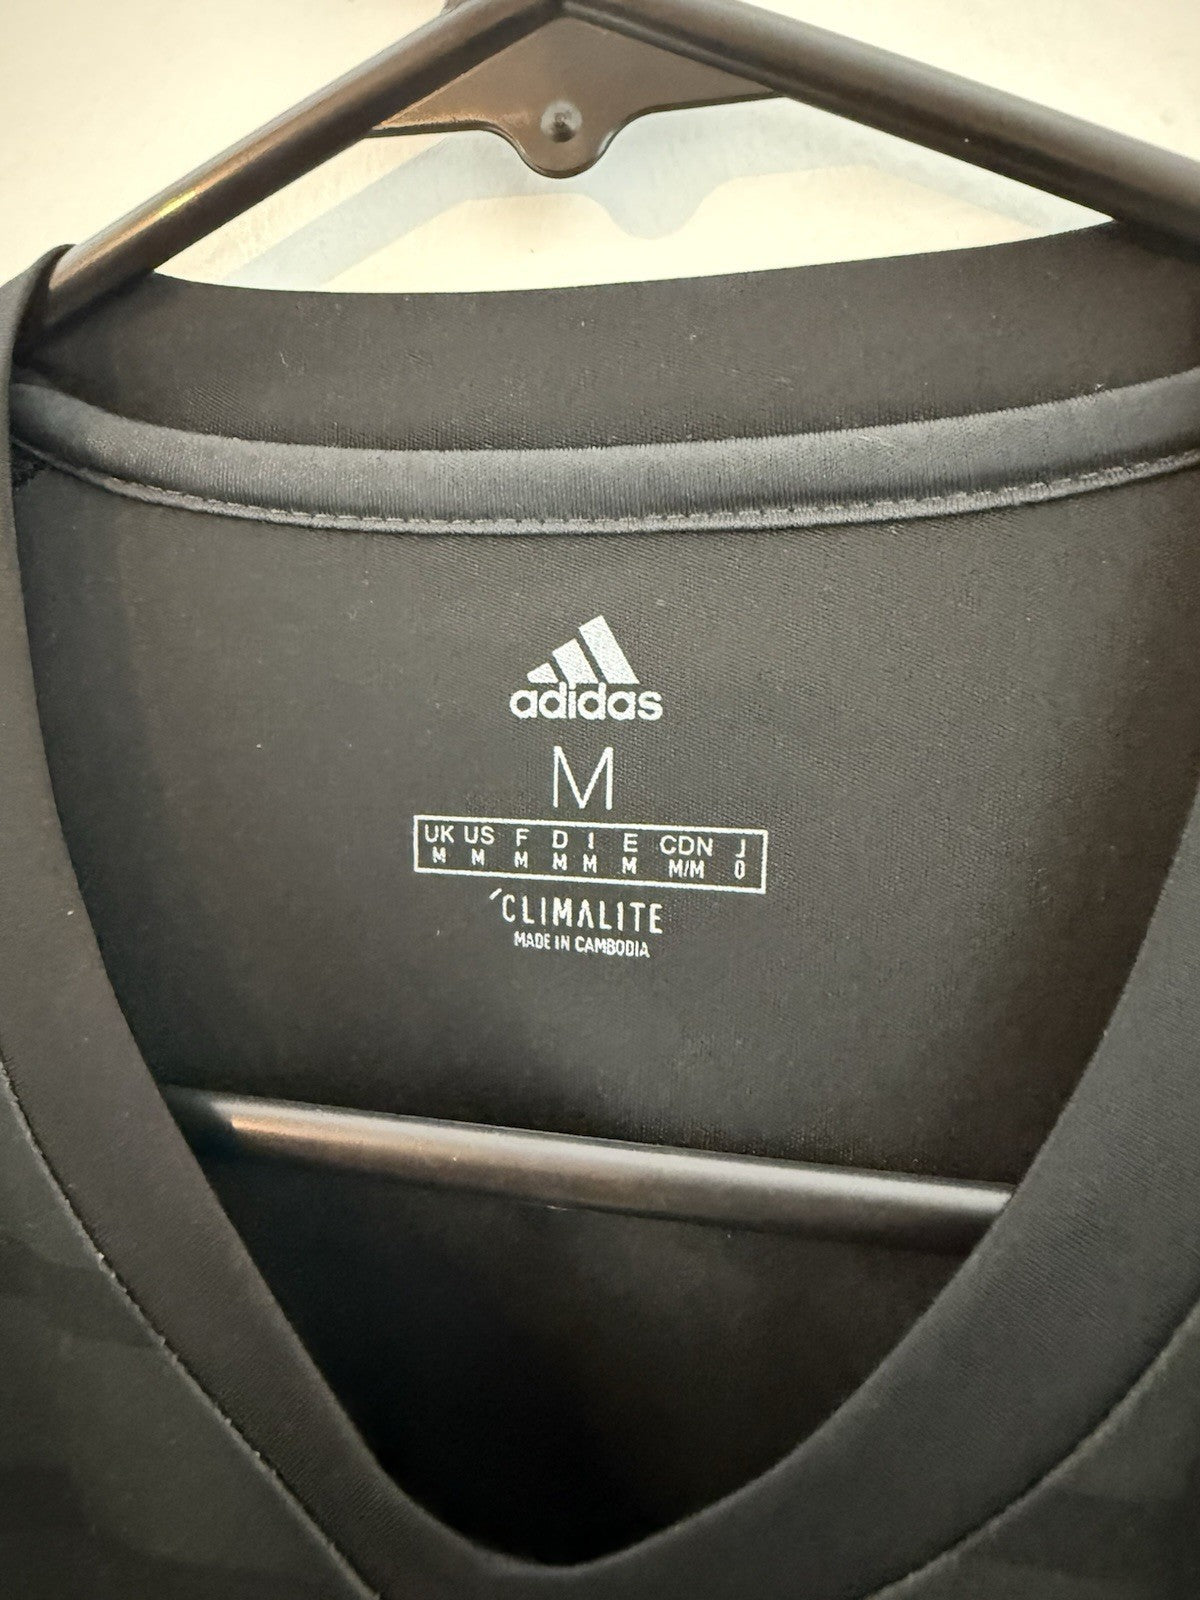 adidas
M
UK US F D I E CDN J
M M M M M M M/M O
CLIMALITE
MADE IN CAMBODIA